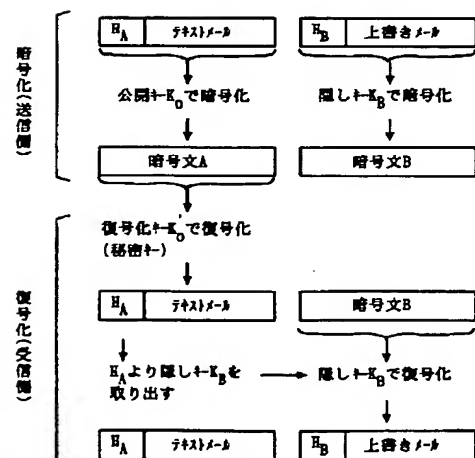 暗号化(送信側)
H_A テキストメール H_B 上書きメール
公開キーK_Oで暗号化 隠しキーK_Bで暗号化
暗号文A 暗号文B
復号化(受信側)
復号化キーK_O'で復号化
(秘密キー)
H_A テキストメール 暗号文B
H_Aより隠しキーK_Bを 隠しキーK_Bで復号化
取り出す
H_A テキストメール H_B 上書きメール